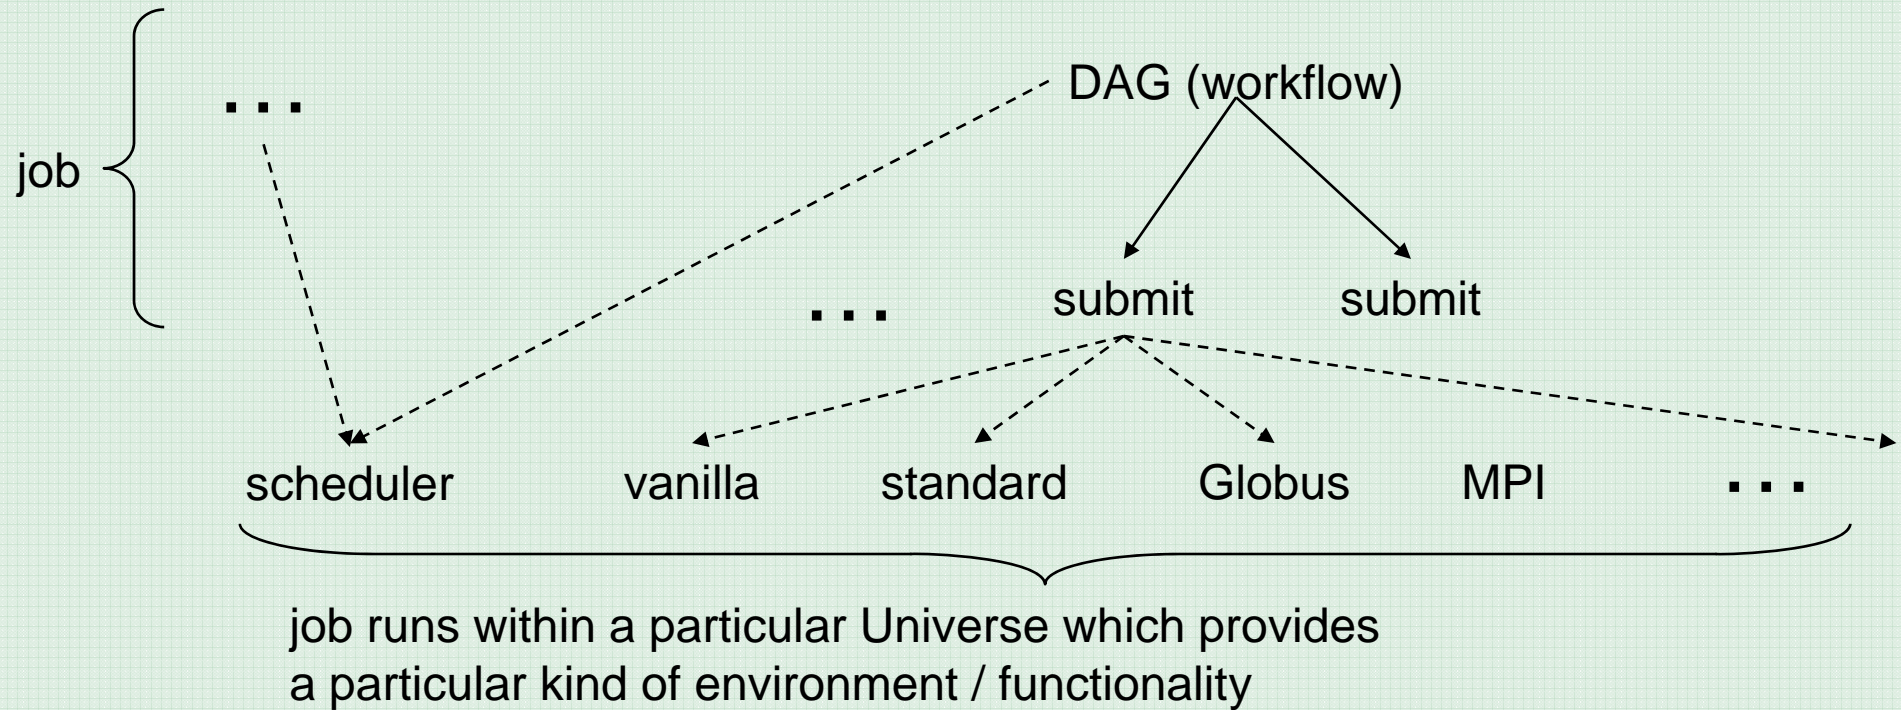 DAG (workflow)
...
job
submit submit
...
scheduler vanilla standard Globus MPI ...
job runs within a particular Universe which provides
a particular kind of environment / functionality